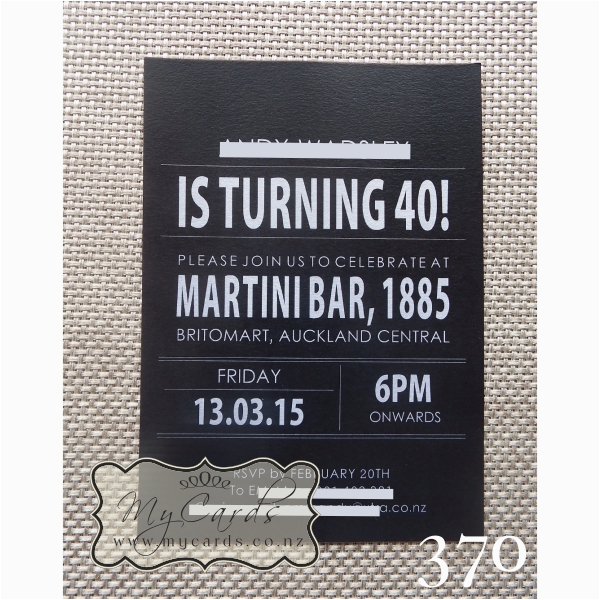 IS TURNING 40!
PLEASE JOIN US TO CELEBRATE AT
MARTINI BAR, 1885
BRITOMART, AUCKLAND CENTRAL
FRIDAY
13.03.15
6PM
ONWARDS
RSVP by FEBRUARY 20TH
To
MyCards
www.mycards.co.nz
370